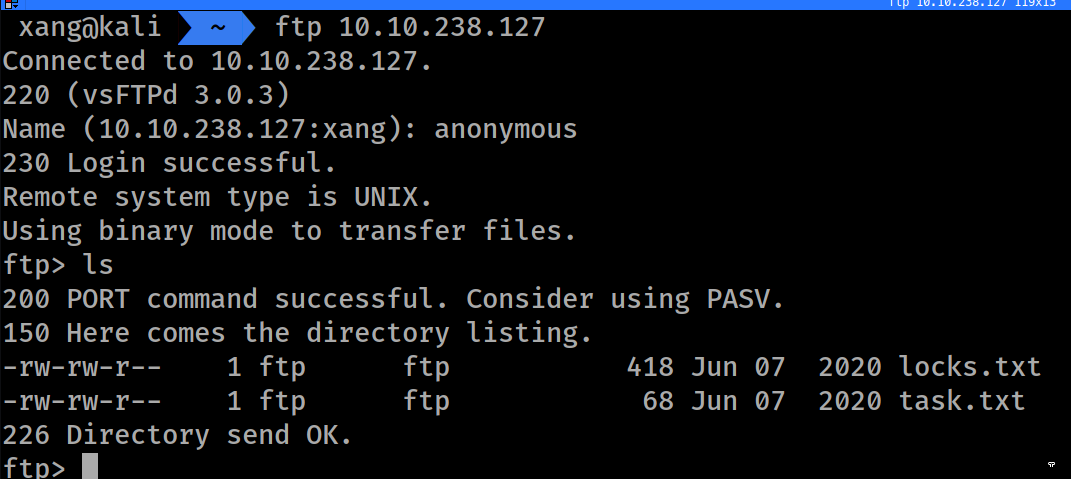 ftp 10.10.238.127 119x13
xang@kali ~ ftp 10.10.238.127
Connected to 10.10.238.127.
220 (vsFTPd 3.0.3)
Name (10.10.238.127:xang): anonymous
230 Login successful.
Remote system type is UNIX.
Using binary mode to transfer files.
ftp> ls
200 PORT command successful. Consider using PASV.
150 Here comes the directory listing.
-rw-rw-r--    1 ftp      ftp           418 Jun 07  2020 locks.txt
-rw-rw-r--    1 ftp      ftp            68 Jun 07  2020 task.txt
226 Directory send OK.
ftp>